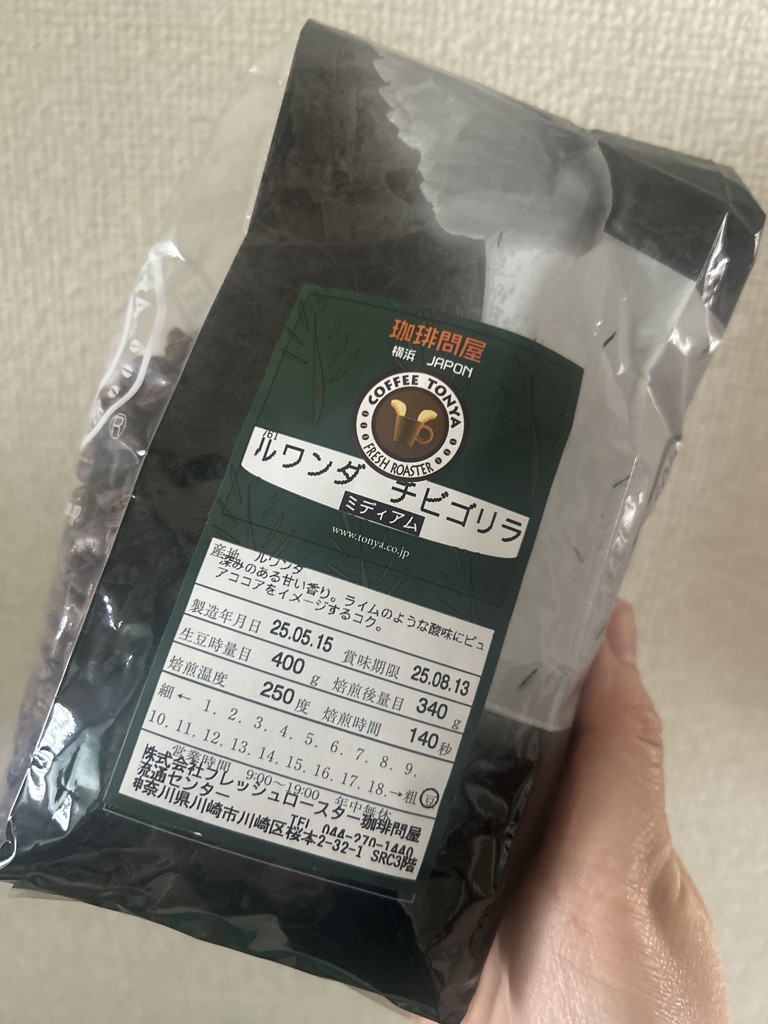 珈琲問屋
横浜 JAPON
COFFEE TONYA
FRESH ROASTER
761
ルワンダ チビゴリラ
ミディアム
www.tonya.co.jp
産地 ルワンダ
深みのある甘い香り。ライムのような酸味にピュ
アココアをイメージするコク。
製造年月日 25.05.15 賞味期限 25.08.13
生豆時量目 400 g 焙煎後量目 340 g
焙煎温度 250 度 焙煎時間 140 秒
細← 1. 2. 3. 4. 5. 6. 7. 8. 9.
10. 11. 12. 13. 14. 15. 16. 17. 18.→粗 豆
営業時間 9:00~19:00 年中無休
株式会社フレッシュロースター珈琲問屋
流通センター TEL 044-270-1440
神奈川県川崎市川崎区桜本2-32-1 SRC3階
®